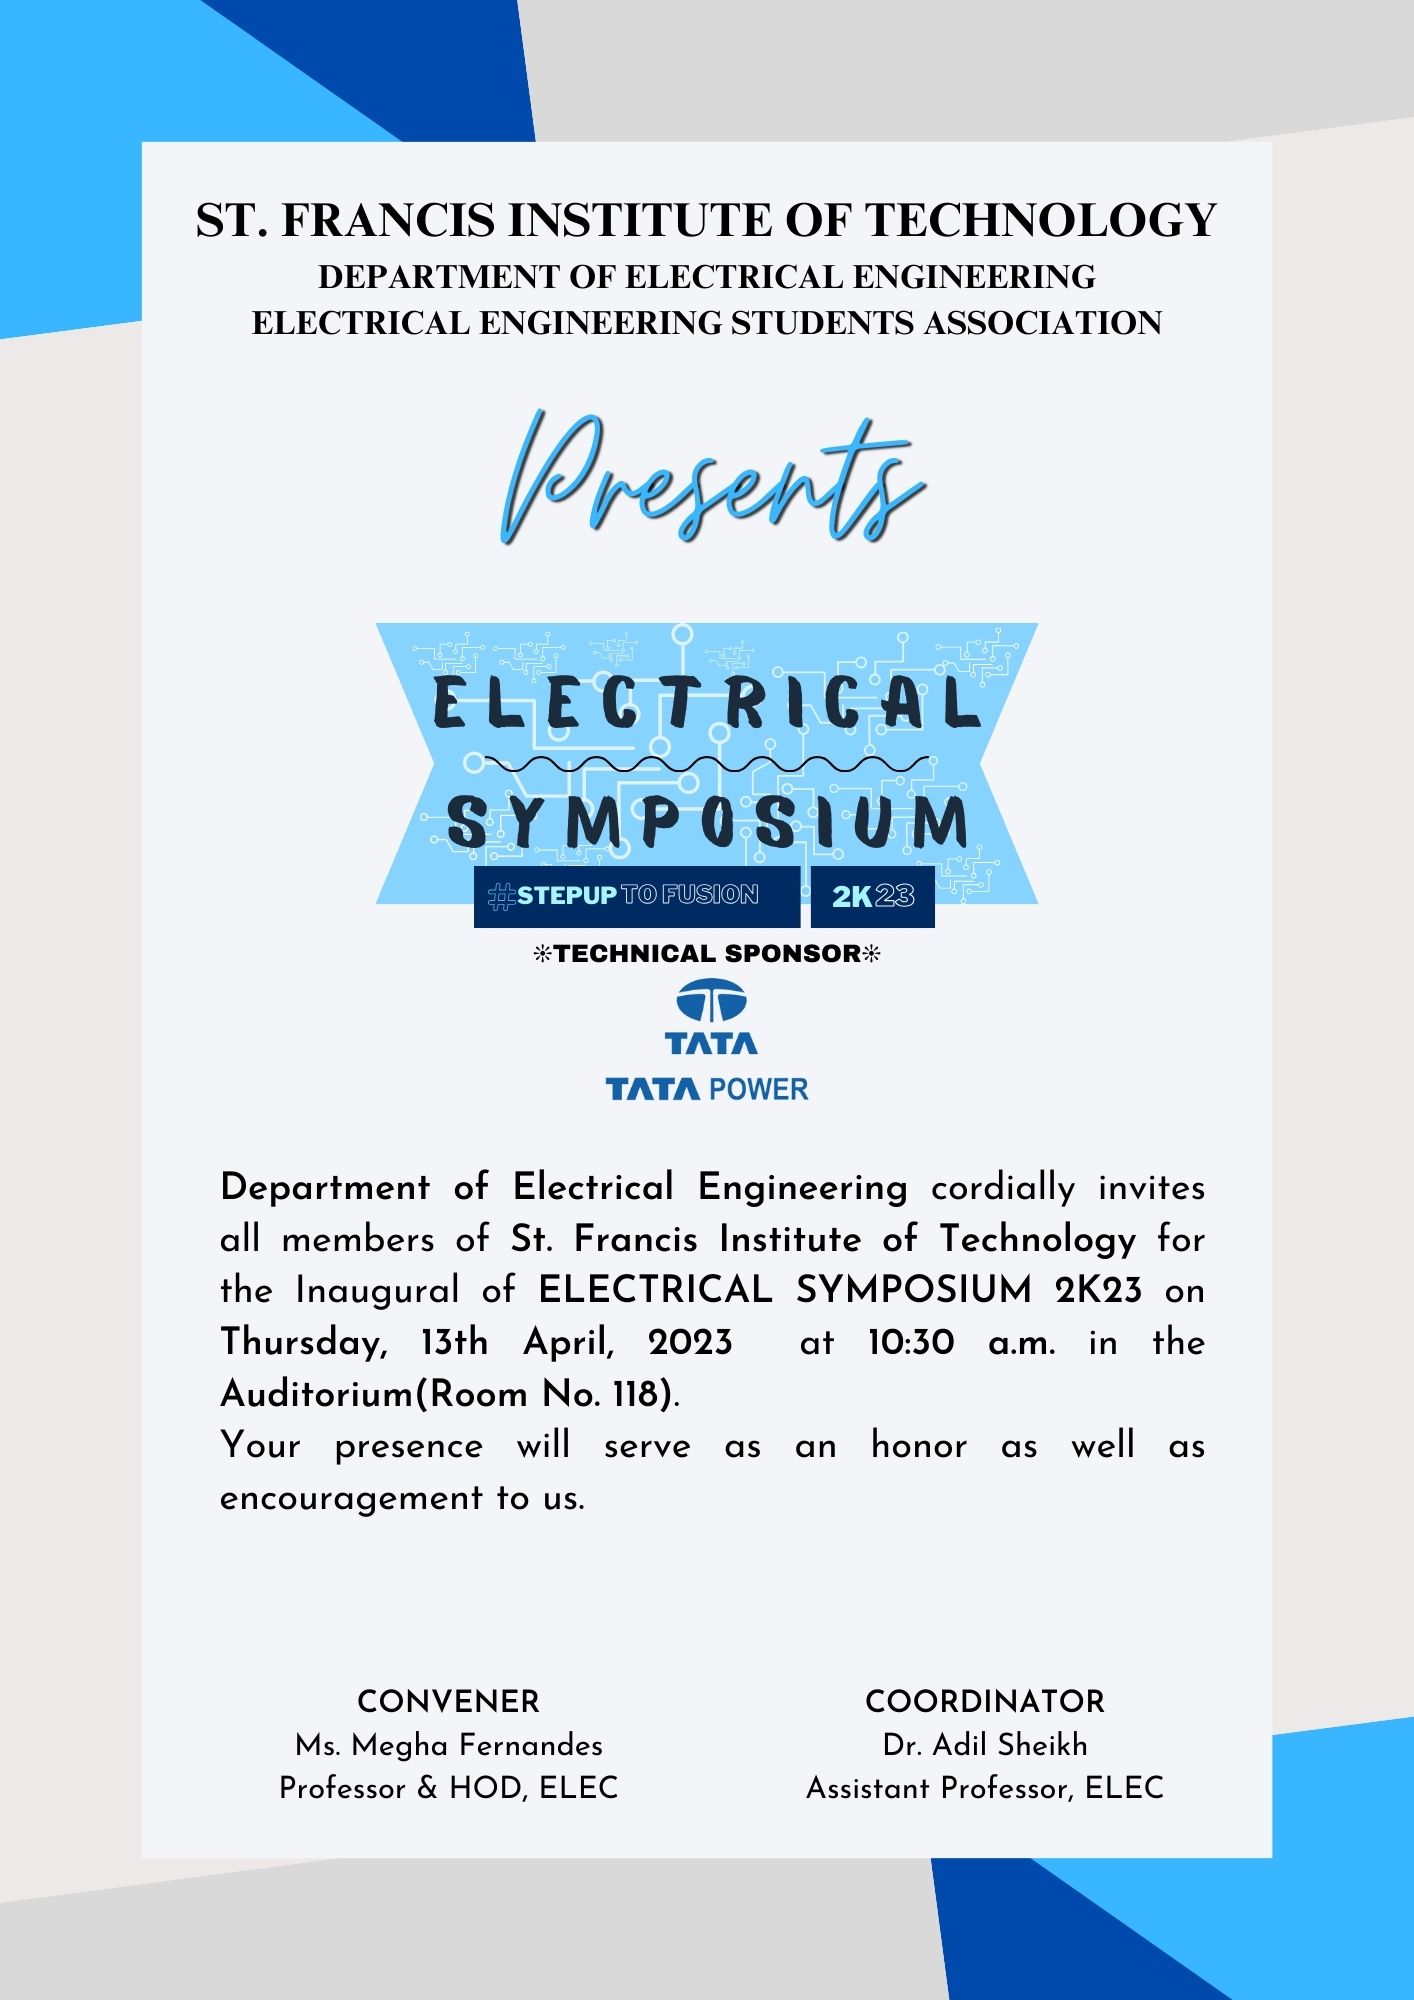 ST. FRANCIS INSTITUTE OF TECHNOLOGY
DEPARTMENT OF ELECTRICAL ENGINEERING
ELECTRICAL ENGINEERING STUDENTS ASSOCIATION
Presents
ELECTRICAL
SYMPOSIUM
#STEPUP TO FUSION 2K23
❊TECHNICAL SPONSOR❊
TATA
TATA POWER
Department of Electrical Engineering cordially invites
all members of St. Francis Institute of Technology for
the Inaugural of ELECTRICAL SYMPOSIUM 2K23 on
Thursday, 13th April, 2023 at 10:30 a.m. in the
Auditorium(Room No. 118).
Your presence will serve as an honor as well as
encouragement to us.
CONVENER
Ms. Megha Fernandes
Professor & HOD, ELEC
COORDINATOR
Dr. Adil Sheikh
Assistant Professor, ELEC